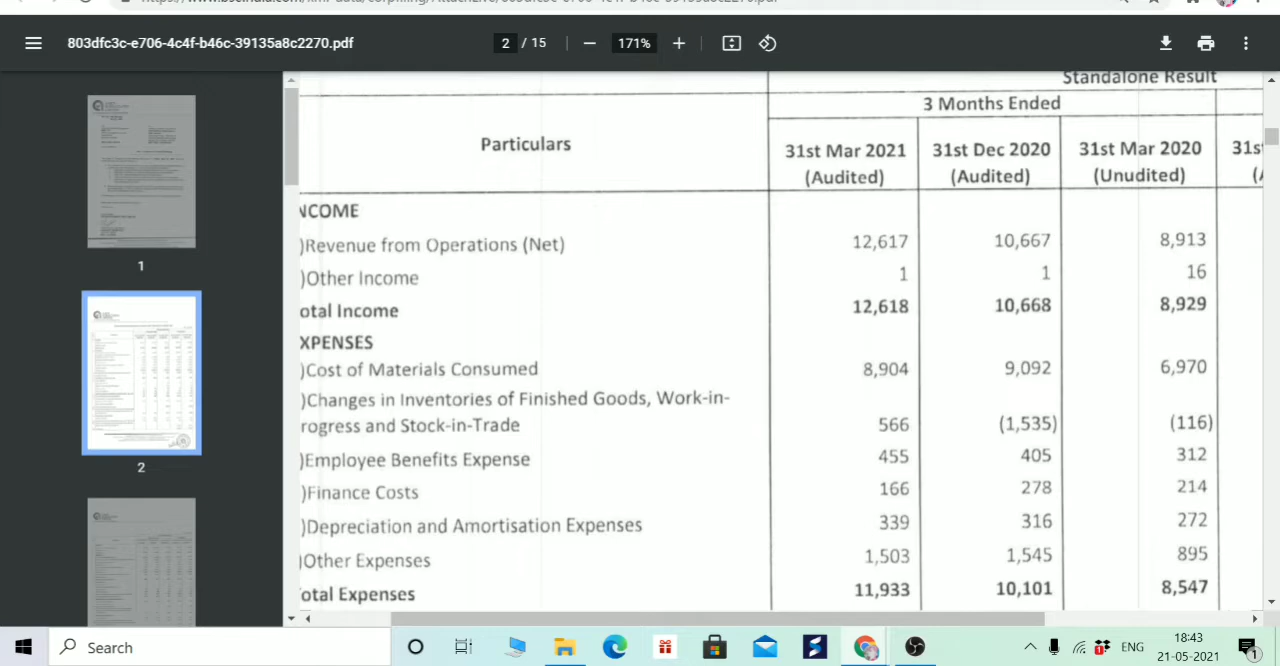 803dfc3c-e706-4c4f-b46c-39135a8c2270.pdf
2 / 15
171%
Standalone Result
3 Months Ended
Particulars
31st Mar 2021 31st Dec 2020 31st Mar 2020 31s
(Audited) (Audited) (Unudited) (A
NCOME
)Revenue from Operations (Net) 12,617 10,667 8,913
)Other Income 1 1 16
otal Income 12,618 10,668 8,929
XPENSES
)Cost of Materials Consumed 8,904 9,092 6,970
)Changes in Inventories of Finished Goods, Work-in-
rogress and Stock-in-Trade 566 (1,535) (116)
)Employee Benefits Expense 455 405 312
)Finance Costs 166 278 214
)Depreciation and Amortisation Expenses 339 316 272
)Other Expenses 1,503 1,545 895
otal Expenses 11,933 10,101 8,547
1
2
Search
ENG
18:43
21-05-2021
1